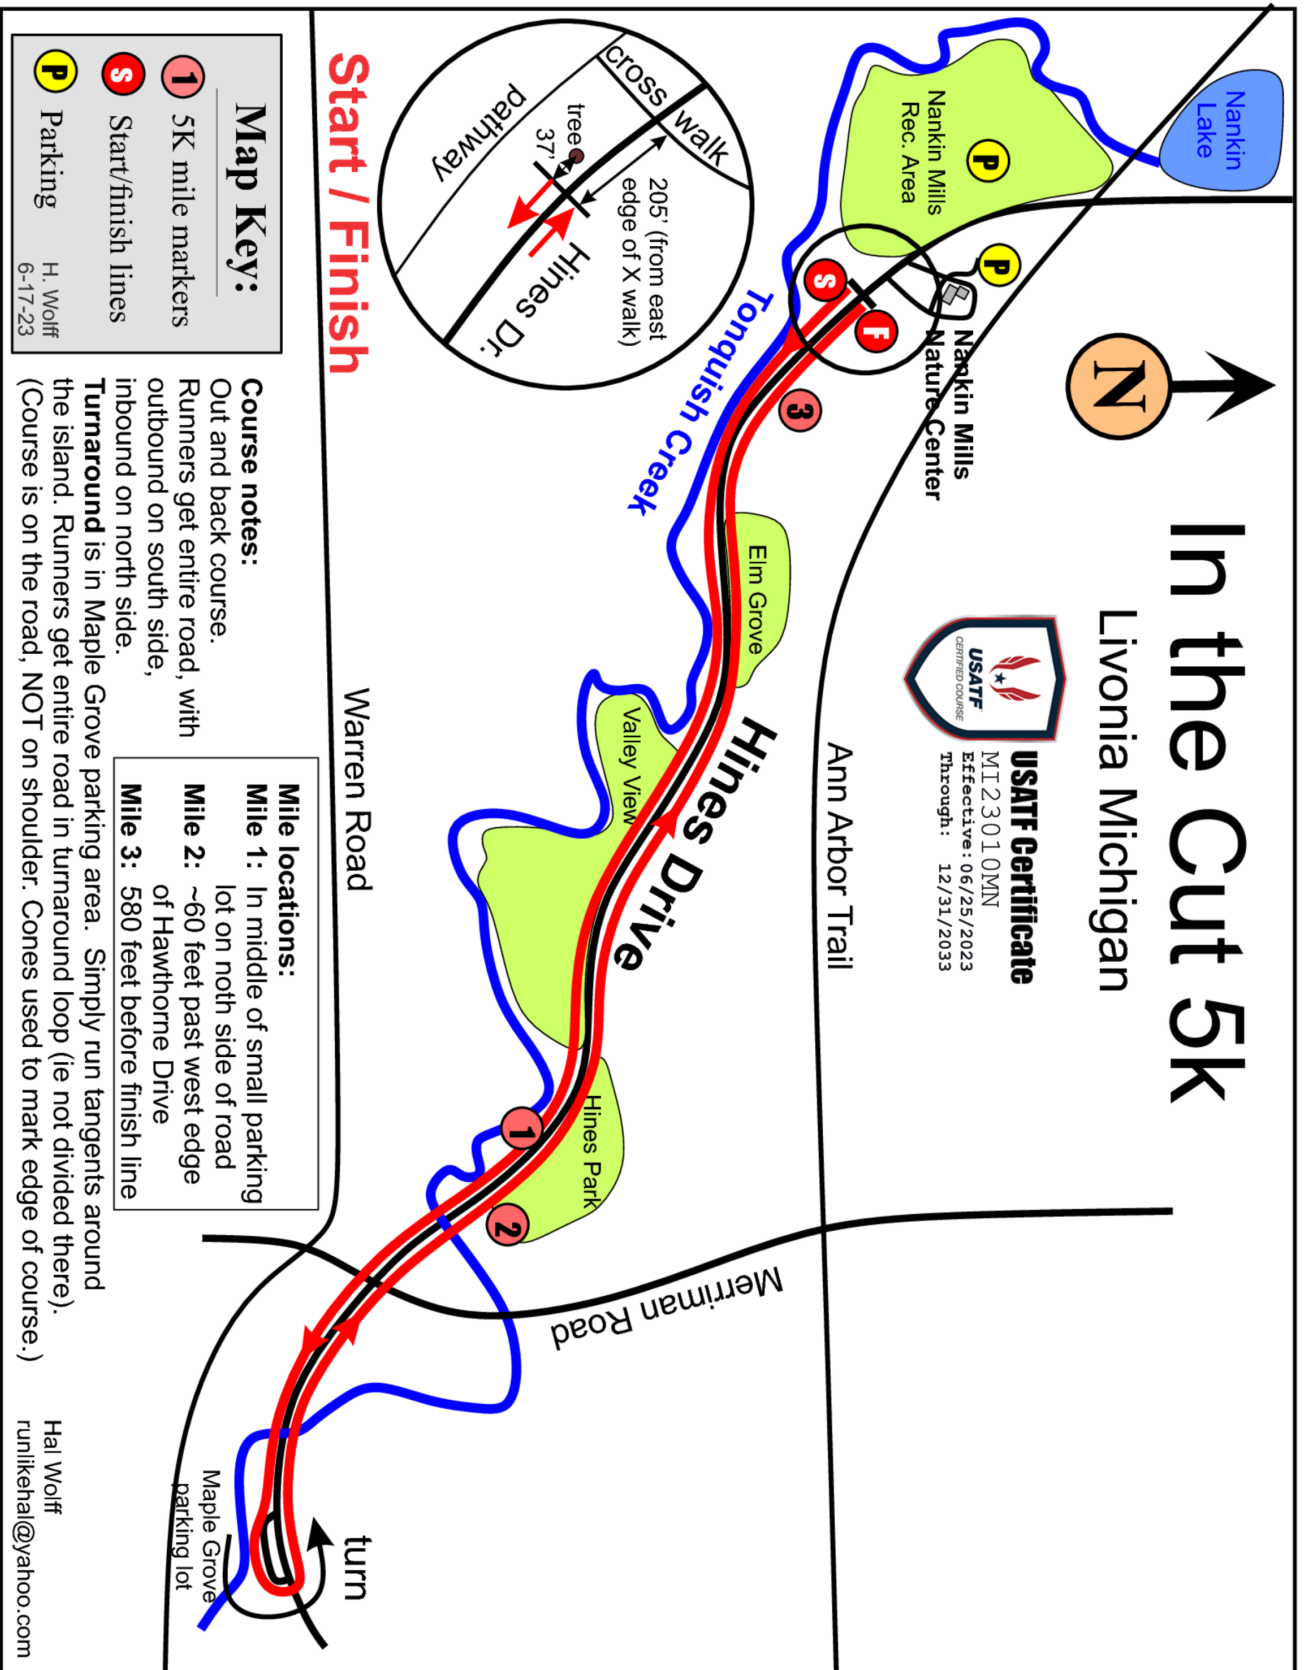 In the Cut 5k
Livonia Michigan
USATF
CERTIFIED COURSE
USATF Certificate
MI23010MN
Effective: 06/25/2023
Through: 12/31/2033
N
Nankin
Lake
Nankin Mills
Rec. Area
P
P
Nankin Mills
Nature Center
S
F
3
Tonquish Creek
Elm Grove
Ann Arbor Trail
Hines Drive
Valley View
Hines Park
1
2
Merriman Road
Warren Road
turn
Maple Grove
parking lot
cross
walk
pathway
tree
37'
205' (from east
edge of X walk)
Hines Dr.
Start / Finish
Map Key:
1 5K mile markers
S Start/finish lines
P Parking
H. Wolff
6-17-23
Course notes:
Out and back course.
Runners get entire road, with
outbound on south side,
inbound on north side.
Turnaround is in Maple Grove parking area. Simply run tangents around
the island. Runners get entire road in turnaround loop (ie not divided there).
(Course is on the road, NOT on shoulder. Cones used to mark edge of course.)
Mile locations:
Mile 1: In middle of small parking
lot on noth side of road
Mile 2: ~60 feet past west edge
of Hawthorne Drive
Mile 3: 580 feet before finish line
Hal Wolff
runlikehal@yahoo.com